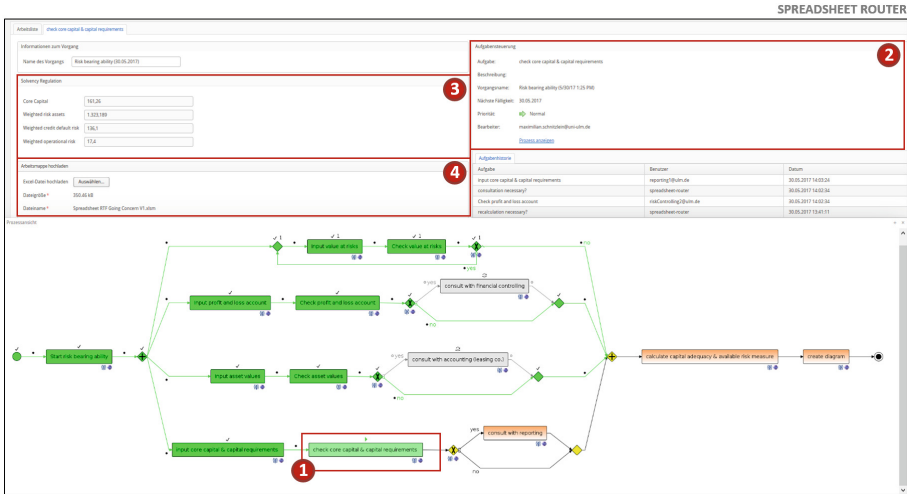 SPREADSHEET ROUTER
Arbeitsliste check core capital & capital requirements
Informationen zum Vorgang
Name des Vorgangs Risk bearing ability (30.05.2017)
Solvency Regulation
3
Core Capital 161,26
Weighted risk assets 1.323,189
Weighted credit default risk 136,1
Weighted operational risk 17,4
Arbeitsmappe hochladen
4
Excel-Datei hochladen Auswählen...
Dateigröße * 350.46 kB
Dateiname * Spreadsheet RTF Going Concern V1.xlsm
Aufgabensteuerung
2
Aufgabe: check core capital & capital requirements
Beschreibung:
Vorgangsname: Risk bearing ability (5/30/17 1:25 PM)
Nächste Fälligkeit: 30.05.2017
Priorität: Normal
Bearbeiter: maximilian.schnitzlein@uni-ulm.de
Prozess anzeigen
Aufgabenhistorie
Aufgabe Benutzer Datum
input core capital & capital requirements reporting1@ulm.de 30.05.2017 14:03:24
consultation necessary? spreadsheet-router 30.05.2017 14:02:34
Check profit and loss account riskControlling2@ulm.de 30.05.2017 14:02:34
recalculation necessary? spreadsheet-router 30.05.2017 13:41:11
Prozessansicht
Input value at risks
Check value at risks
no
yes
Input profit and loss account
Check profit and loss account
yes
consult with financial controlling
no
Start risk bearing ability
Input asset values
Check asset values
yes
consult with accounting (leasing co.)
no
calculate capital adequacy & available risk measure
create diagram
Input core capital & capital requirements
check core capital & capital requirements
1
yes
consult with reporting
no